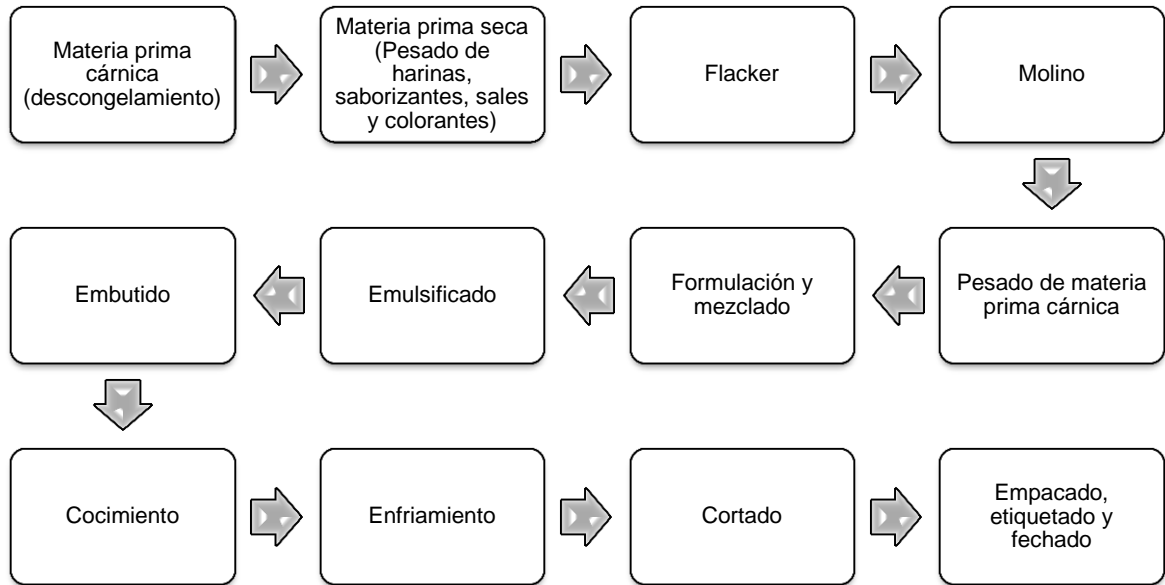 Materia prima
cárnica
(descongelamiento)
Materia prima seca
(Pesado de
harinas,
saborizantes, sales
y colorantes)
Flacker
Molino
Pesado de materia
prima cárnica
Formulación y
mezclado
Emulsificado
Embutido
Cocimiento
Enfriamiento
Cortado
Empacado,
etiquetado y
fechado